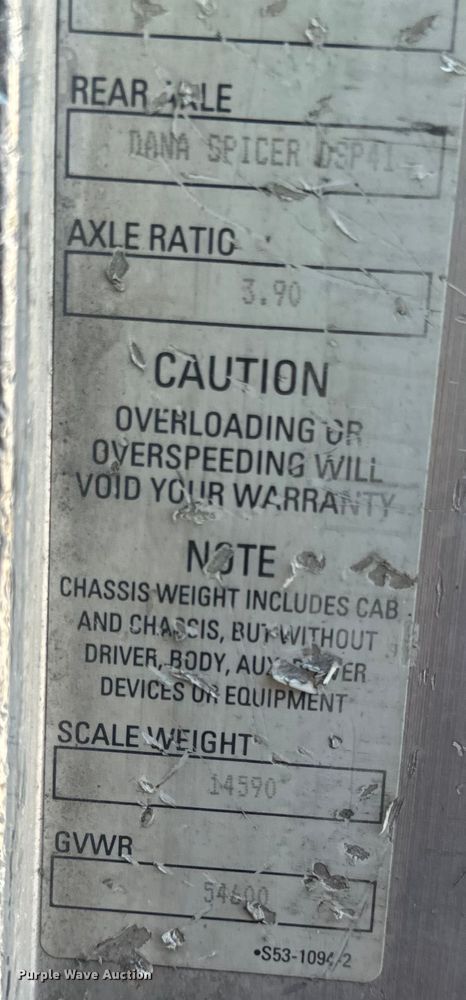 REAR AXLE
DANA SPICER DSP41
AXLE RATIO
3.90
CAUTION
OVERLOADING OR
OVERSPEEDING WILL
VOID YOUR WARRANTY
NOTE
CHASSIS WEIGHT INCLUDES CAB
AND CHASSIS, BUT WITHOUT
DRIVER, BODY, AUX. POWER
DEVICES OR EQUIPMENT
SCALE WEIGHT
14590
GVWR
54600
•S53-1094-2
Purple Wave Auction